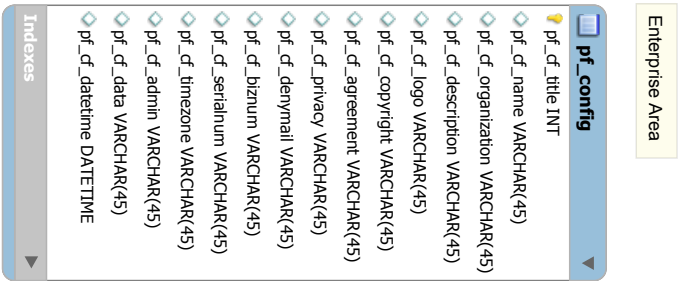 Enterprise Area
pf_config
pf_cf_title INT
pf_cf_name VARCHAR(45)
pf_cf_organization VARCHAR(45)
pf_cf_description VARCHAR(45)
pf_cf_logo VARCHAR(45)
pf_cf_copyright VARCHAR(45)
pf_cf_agreement VARCHAR(45)
pf_cf_privacy VARCHAR(45)
pf_cf_denymail VARCHAR(45)
pf_cf_biznum VARCHAR(45)
pf_cf_serialnum VARCHAR(45)
pf_cf_timezone VARCHAR(45)
pf_cf_admin VARCHAR(45)
pf_cf_data VARCHAR(45)
pf_cf_datetime DATETIME
Indexes